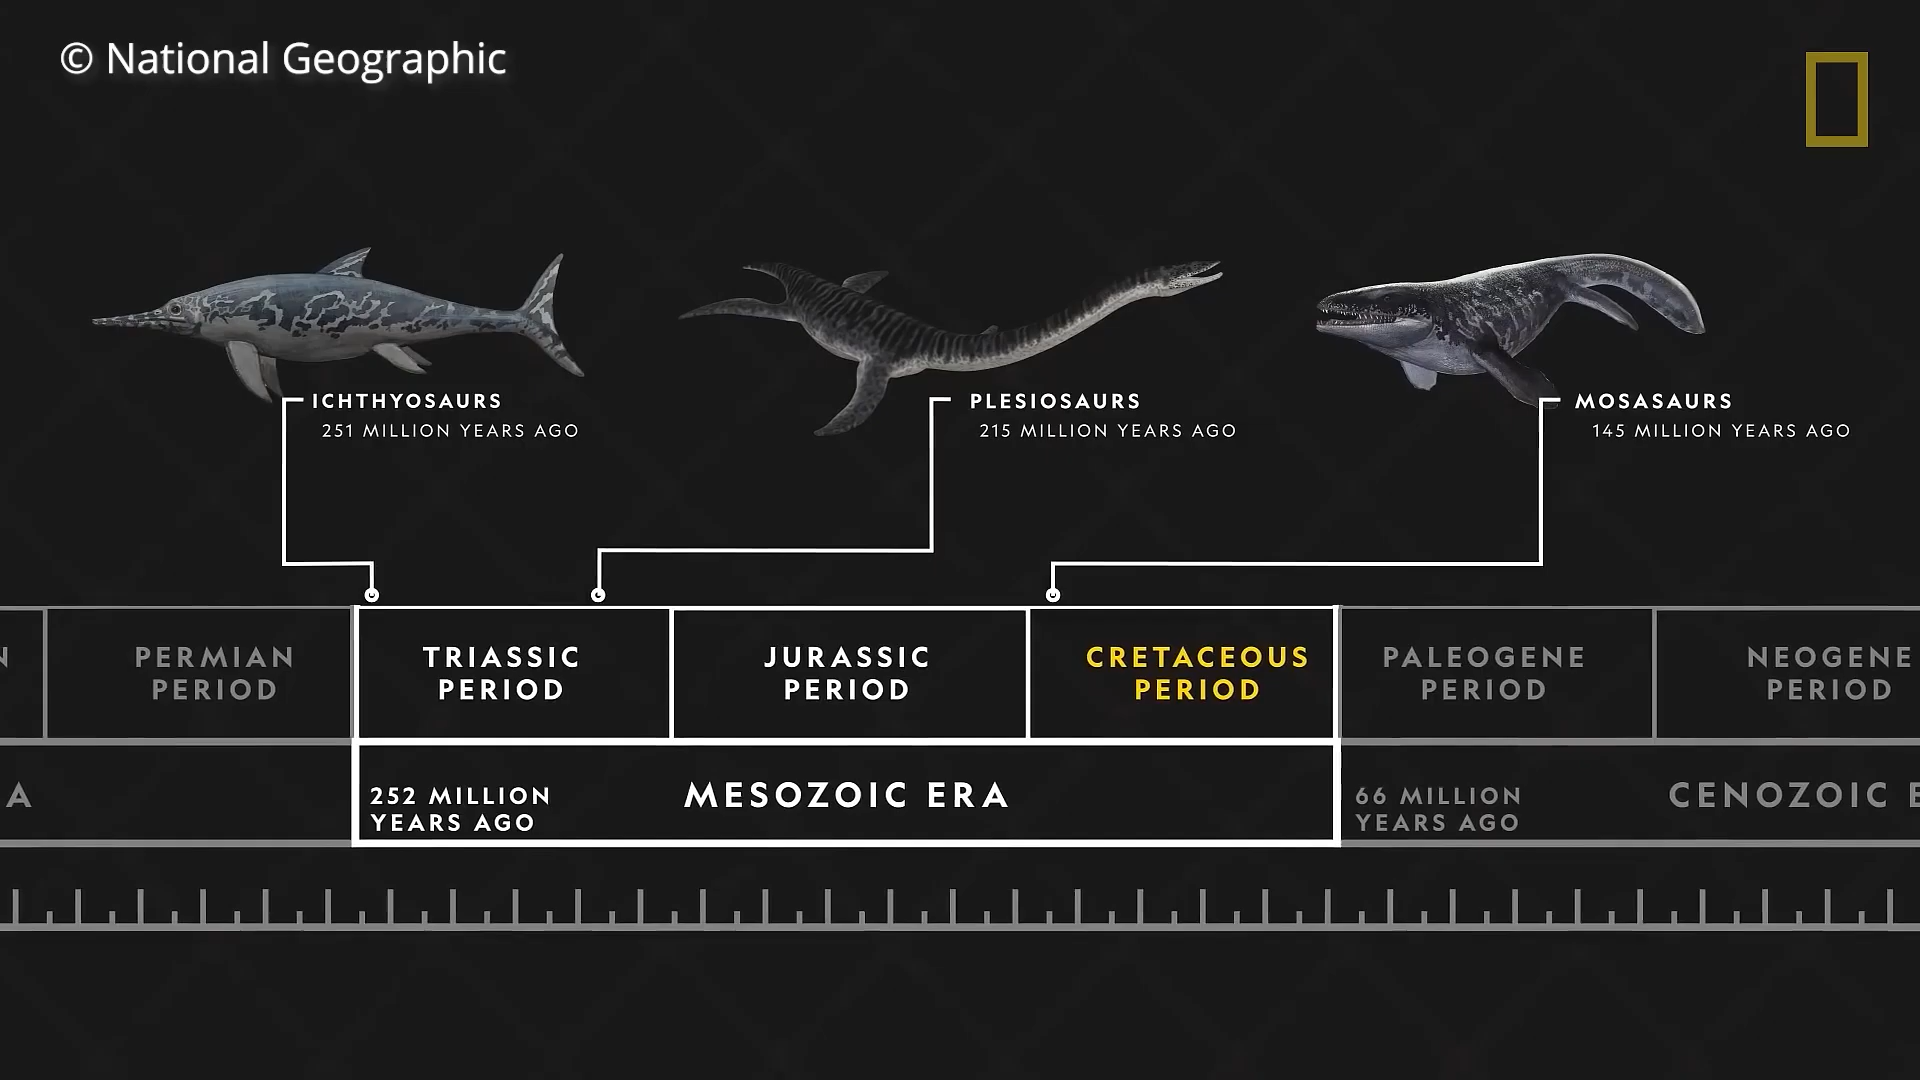 © National Geographic
ICHTHYOSAURS
251 MILLION YEARS AGO
PLESIOSAURS
215 MILLION YEARS AGO
MOSASAURS
145 MILLION YEARS AGO
N
PERMIAN
PERIOD
TRIASSIC
PERIOD
JURASSIC
PERIOD
CRETACEOUS
PERIOD
PALEOGENE
PERIOD
NEOGENE
PERIOD
A
252 MILLION
YEARS AGO
MESOZOIC ERA
66 MILLION
YEARS AGO
CENOZOIC E